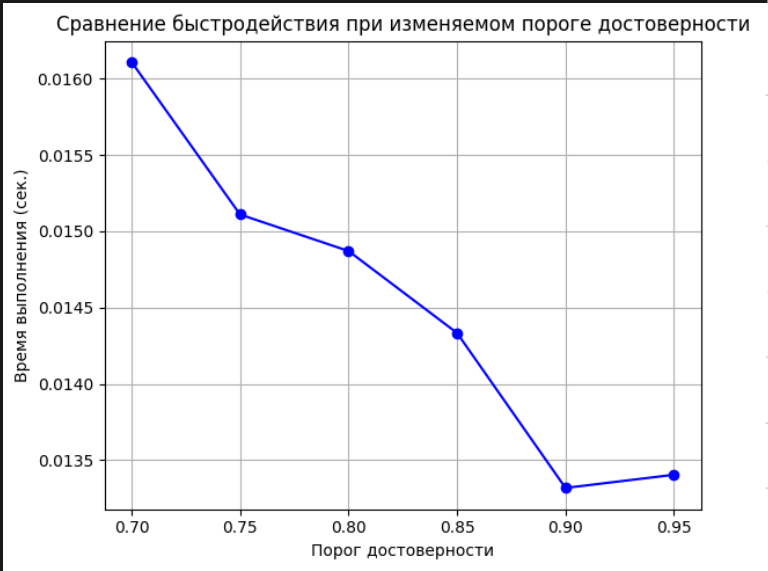 Сравнение быстродействия при изменяемом пороге достоверности
Время выполнения (сек.)
0.0160
0.0155
0.0150
0.0145
0.0140
0.0135
0.70 0.75 0.80 0.85 0.90 0.95
Порог достоверности